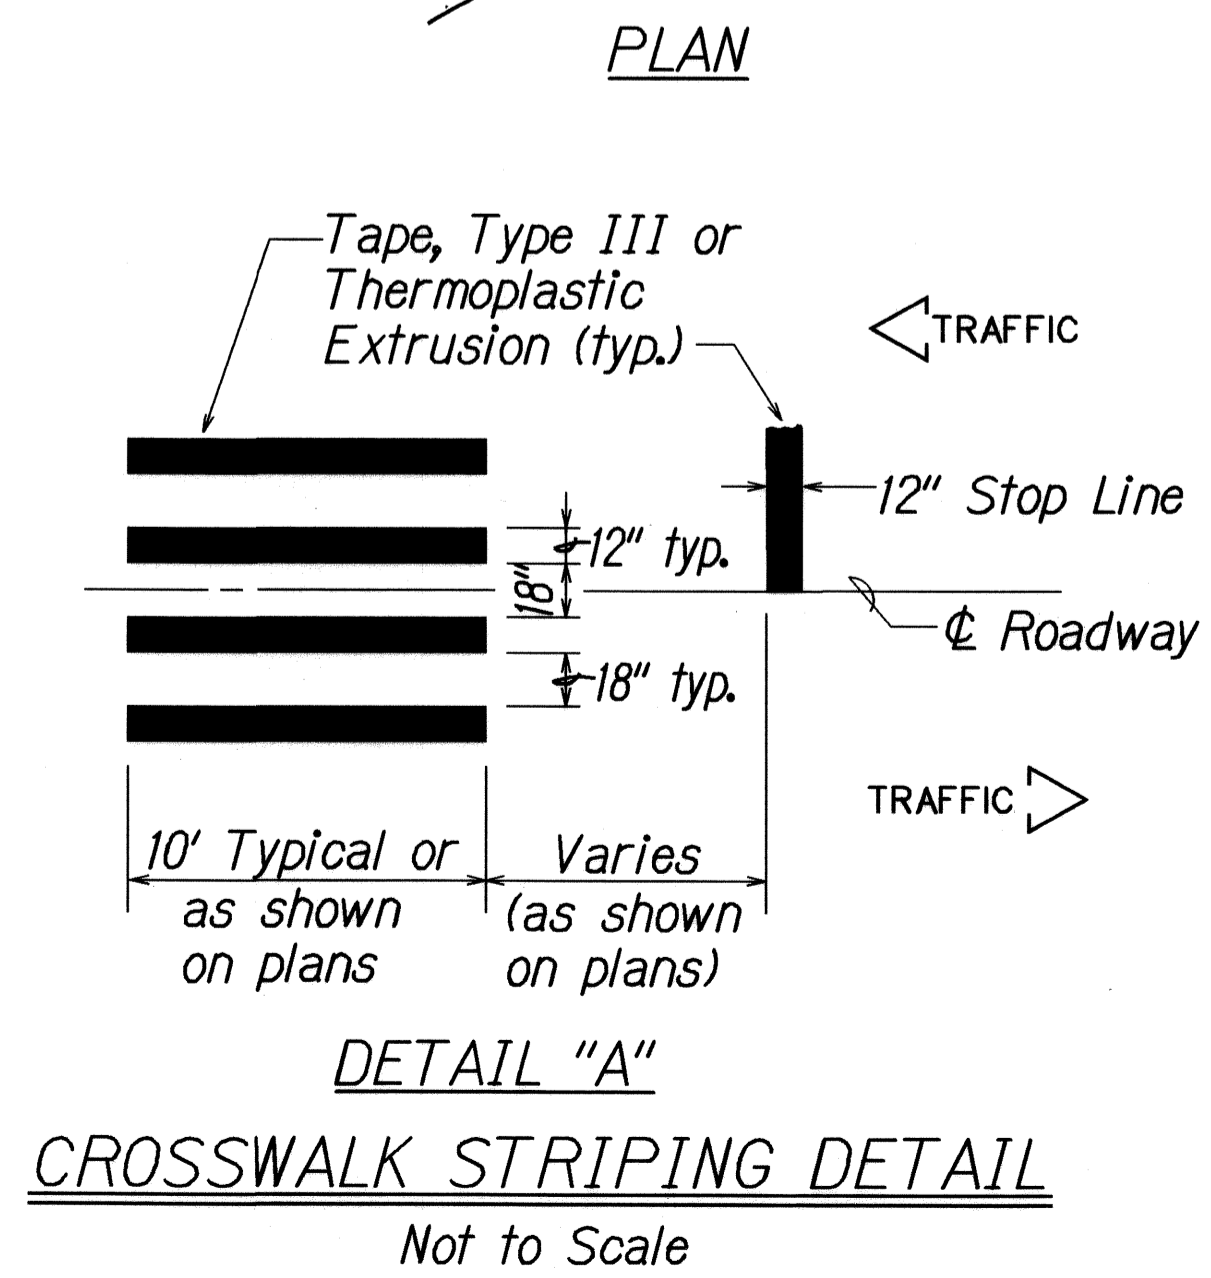 PLAN
Tape, Type III or
Thermoplastic
Extrusion (typ.)
TRAFFIC
12" Stop Line
12" typ.
18"
℄ Roadway
18" typ.
TRAFFIC
10' Typical or
as shown
on plans
Varies
(as shown
on plans)
DETAIL "A"
CROSSWALK STRIPING DETAIL
Not to Scale